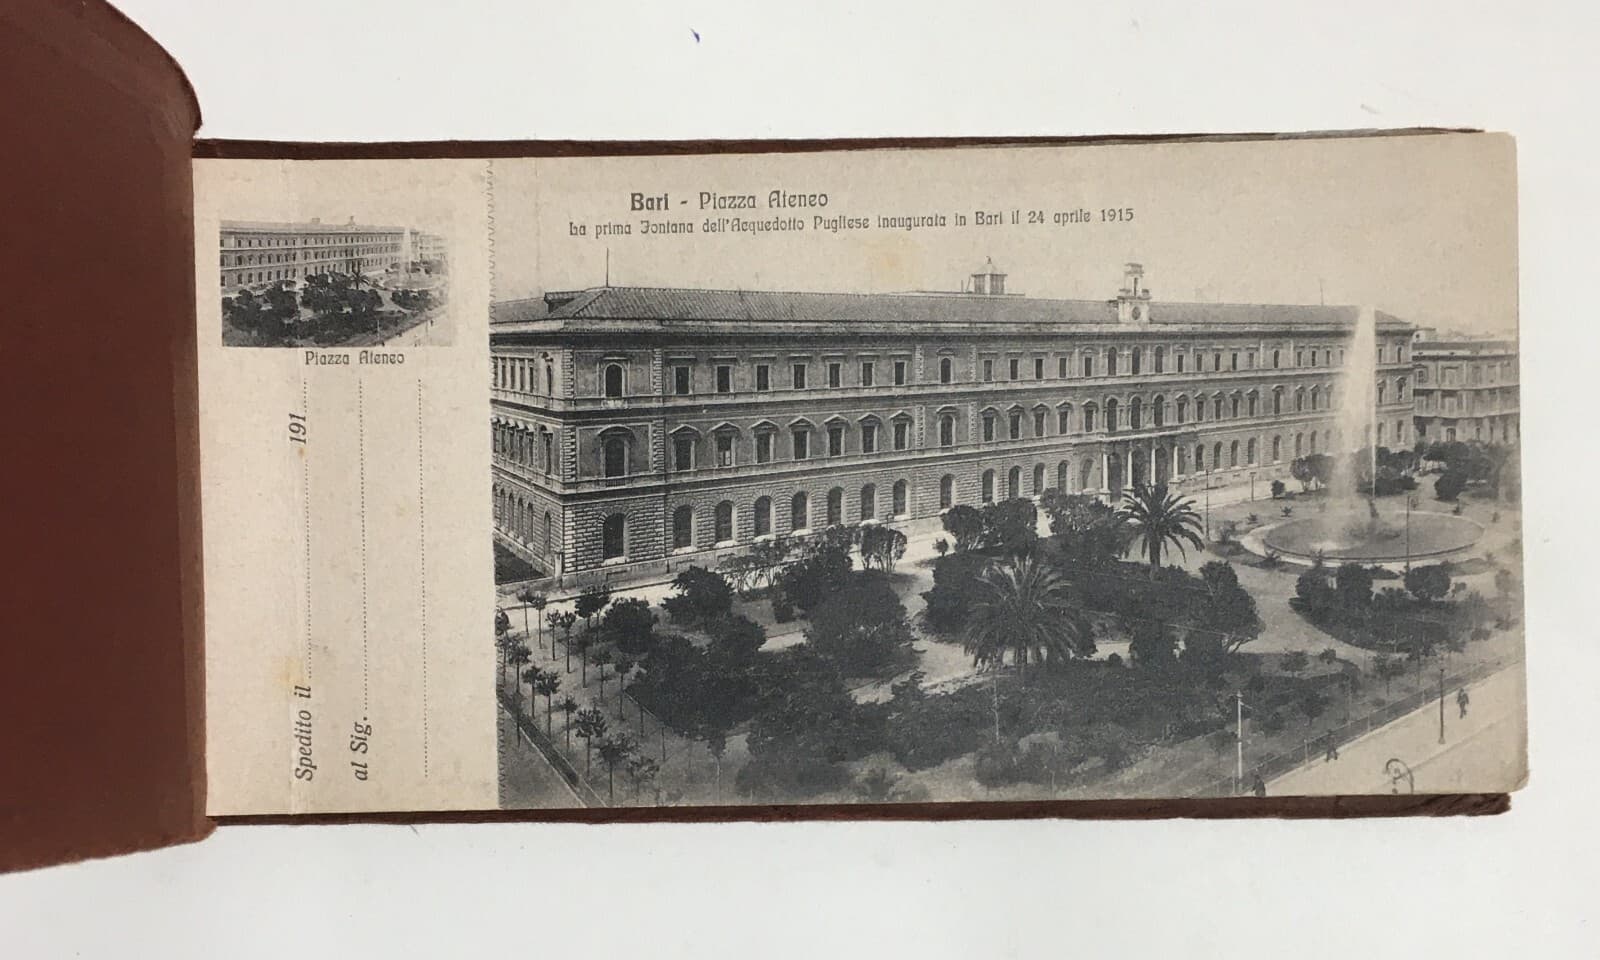 Bari - Piazza Ateneo
La prima Fontana dell'Acquedotto Pugliese inaugurata in Bari il 24 aprile 1915
Piazza Ateneo
Spedito il 191
al Sig.